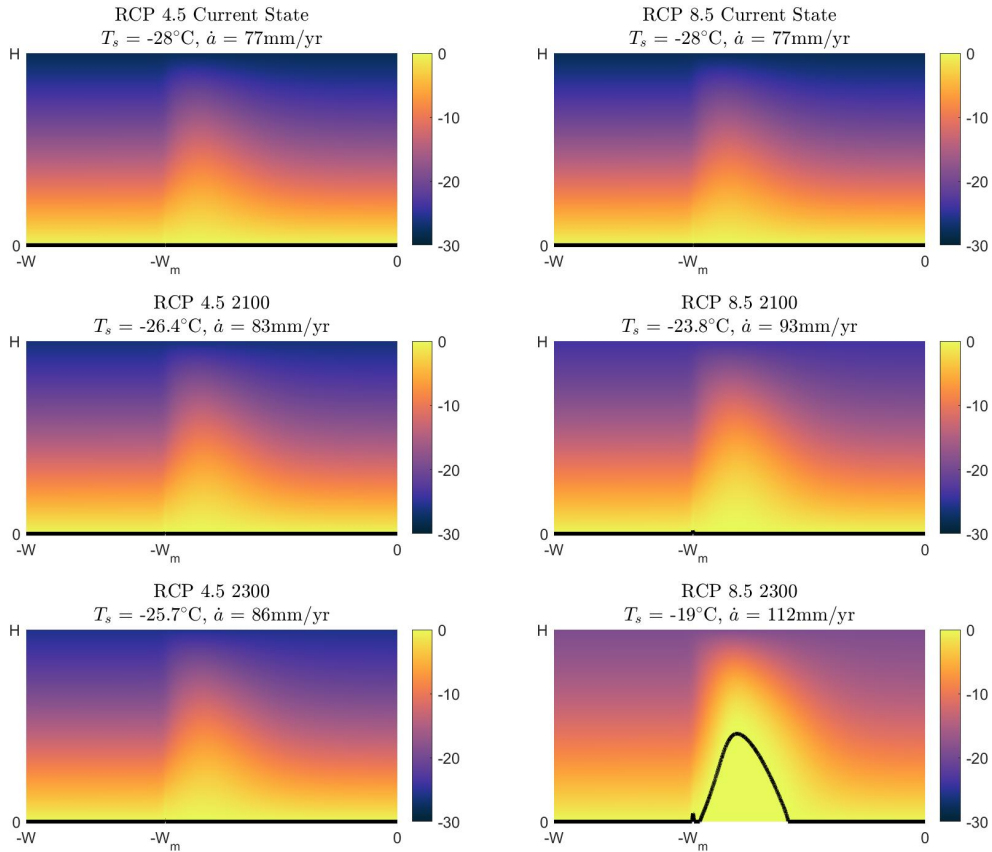 RCP 4.5 Current State
T_s = -28°C, ȧ = 77mm/yr
H
0
-W
-W_m
0
0
-10
-20
-30
RCP 8.5 Current State
T_s = -28°C, ȧ = 77mm/yr
H
0
-W
-W_m
0
0
-10
-20
-30
RCP 4.5 2100
T_s = -26.4°C, ȧ = 83mm/yr
H
0
-W
-W_m
0
0
-10
-20
-30
RCP 8.5 2100
T_s = -23.8°C, ȧ = 93mm/yr
H
0
-W
-W_m
0
0
-10
-20
-30
RCP 4.5 2300
T_s = -25.7°C, ȧ = 86mm/yr
H
0
-W
-W_m
0
0
-10
-20
-30
RCP 8.5 2300
T_s = -19°C, ȧ = 112mm/yr
H
0
-W
-W_m
0
0
-10
-20
-30